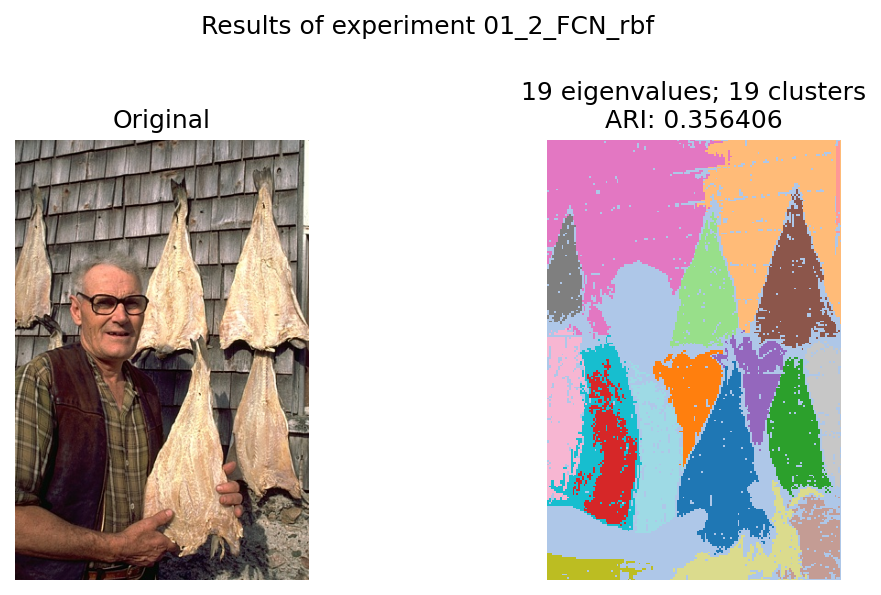 Results of experiment 01_2_FCN_rbf
Original
19 eigenvalues; 19 clusters
ARI: 0.356406